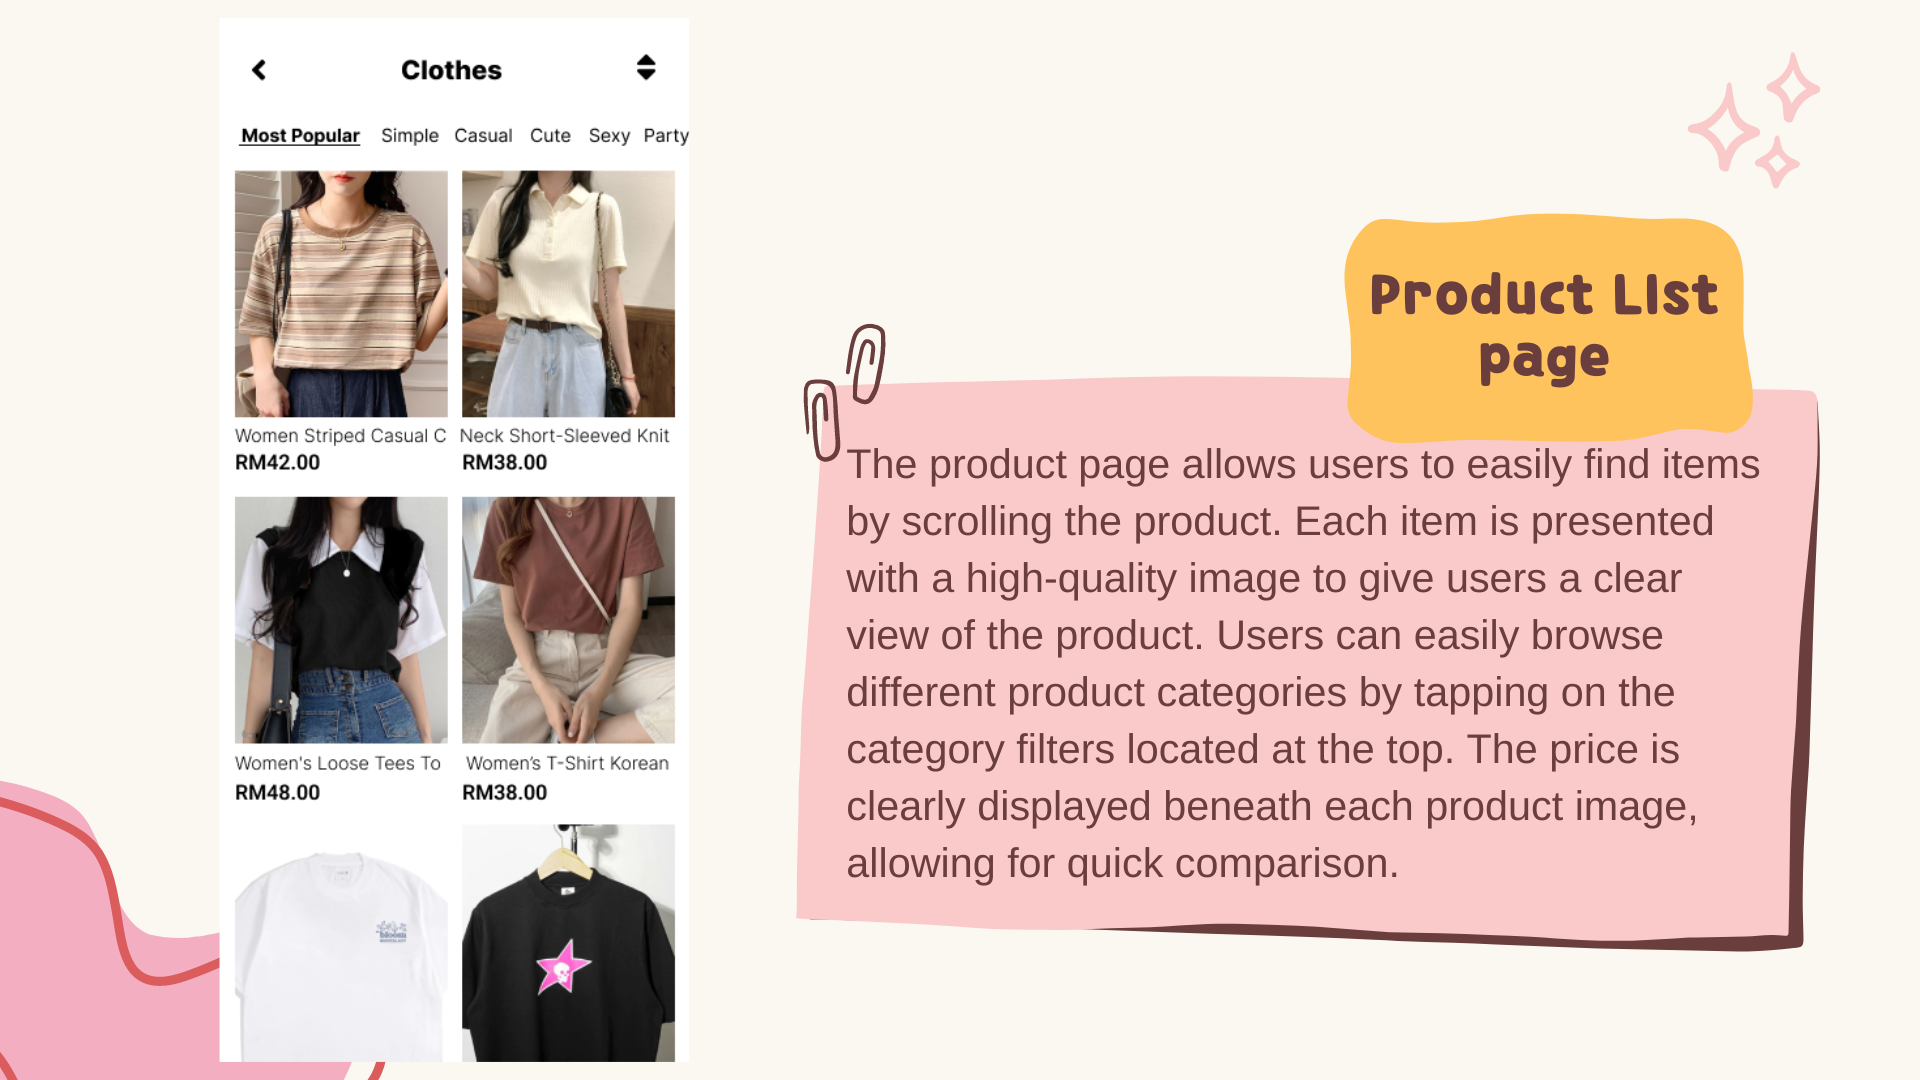 Clothes
Most Popular Simple Casual Cute Sexy Party
Women Striped Casual C
RM42.00
Neck Short-Sleeved Knit
RM38.00
Women's Loose Tees To
RM48.00
Women’s T-Shirt Korean
RM38.00
bloom
Product LIst
page
The product page allows users to easily find items
by scrolling the product. Each item is presented
with a high-quality image to give users a clear
view of the product. Users can easily browse
different product categories by tapping on the
category filters located at the top. The price is
clearly displayed beneath each product image,
allowing for quick comparison.